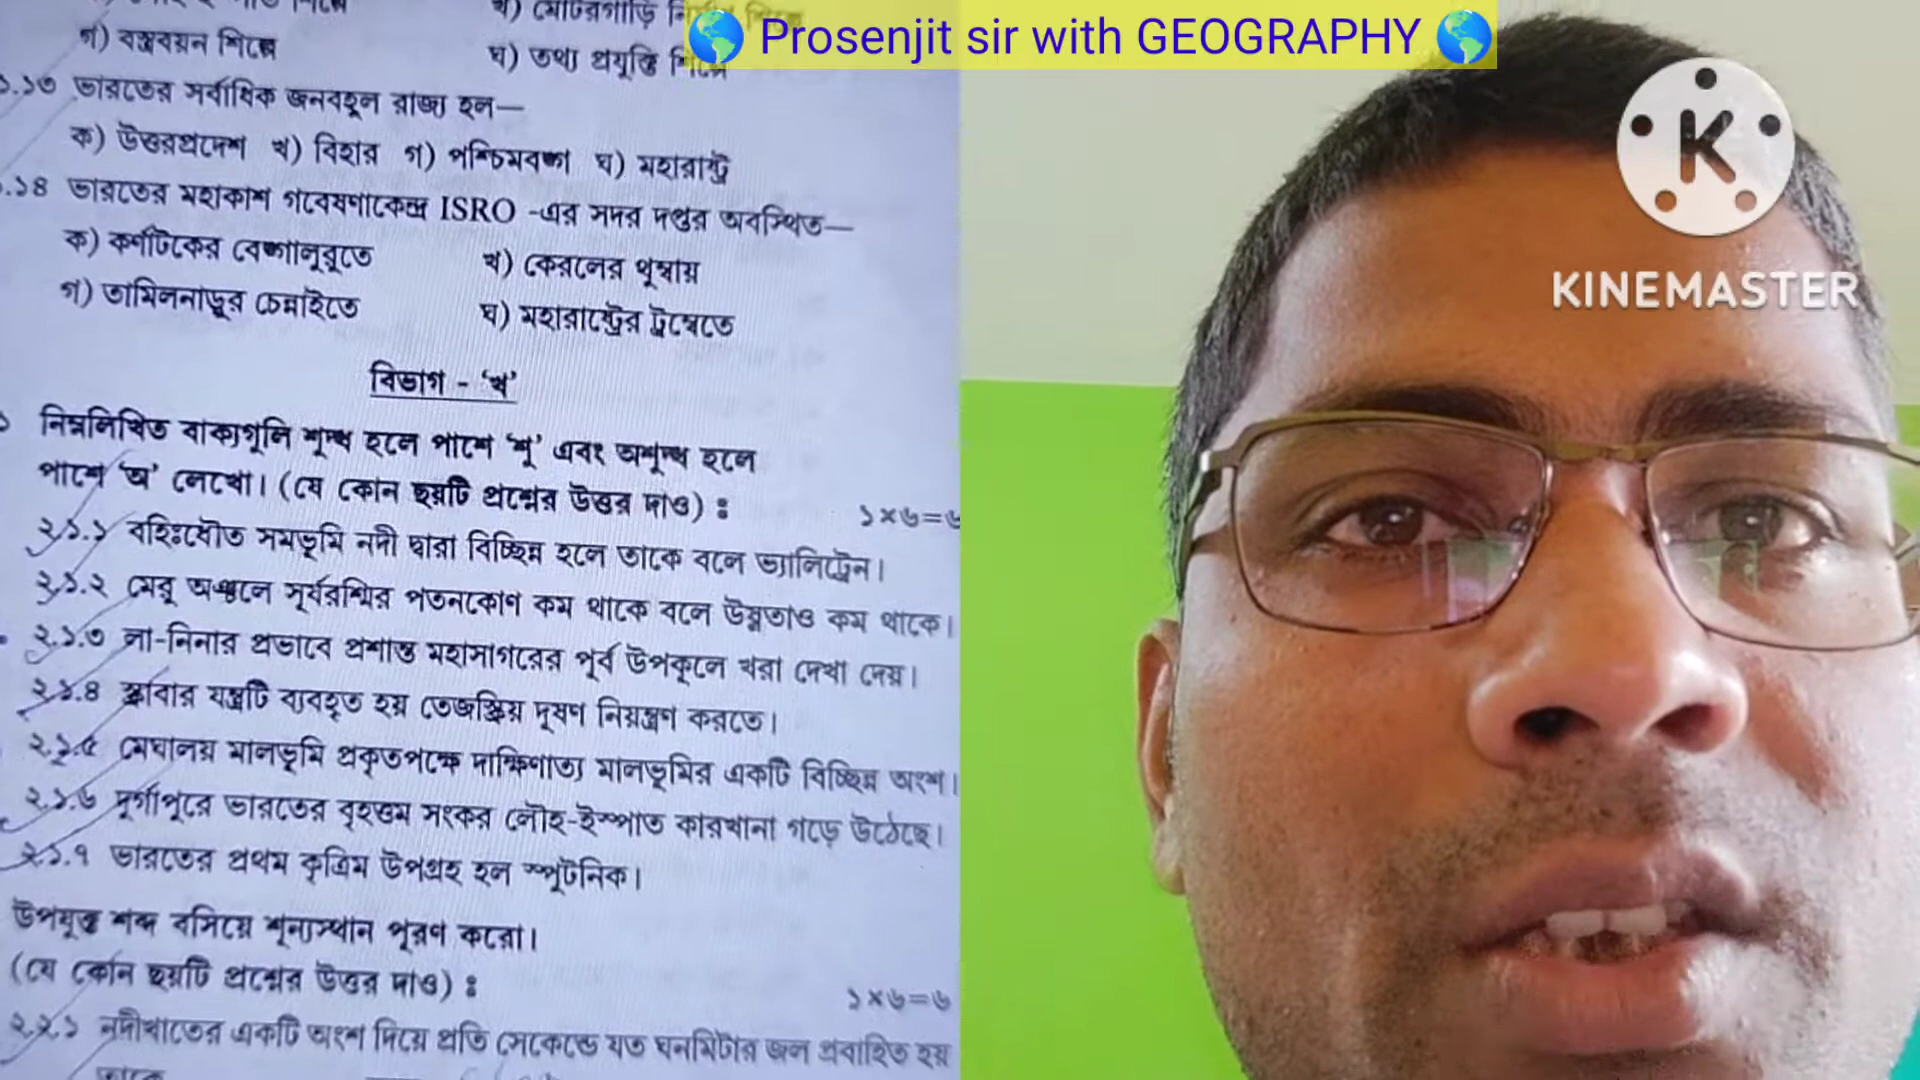 🌎 Prosenjit sir with GEOGRAPHY 🌎
KINEMASTER
গ) বস্ত্রবয়ন শিল্পে
ঘ) তথ্য প্রযুক্তি শিল্পে
১.১৩ ভারতের সর্বাধিক জনবহুল রাজ্য হল—
ক) উত্তরপ্রদেশ খ) বিহার গ) পশ্চিমবঙ্গ ঘ) মহারাষ্ট্র
.১৪ ভারতের মহাকাশ গবেষণাকেন্দ্র ISRO -এর সদর দপ্তর অবস্থিত—
ক) কর্ণাটকের বেঙ্গালুরুতে খ) কেরলের থুম্বায়
গ) তামিলনাড়ুর চেন্নাইতে ঘ) মহারাষ্ট্রের ট্রম্বেতে
বিভাগ - ‘খ’
নিম্নলিখিত বাক্যগুলি শুদ্ধ হলে পাশে ‘শু’ এবং অশুদ্ধ হলে
পাশে ‘অ’ লেখো। (যে কোন ছয়টি প্রশ্নের উত্তর দাও) : ১×৬=৬
২.১.১ বহিঃধৌত সমভূমি নদী দ্বারা বিচ্ছিন্ন হলে তাকে বলে ভ্যালিট্রেন।
২.১.২ মেরু অঞ্চলে সূর্যরশ্মির পতনকোণ কম থাকে বলে উষ্ণতাও কম থাকে।
২.১.৩ লা-নিনার প্রভাবে প্রশান্ত মহাসাগরের পূর্ব উপকূলে খরা দেখা দেয়।
২.১.৪ স্ক্রাবার যন্ত্রটি ব্যবহৃত হয় তেজস্ক্রিয় দূষণ নিয়ন্ত্রণ করতে।
২.১.৫ মেঘালয় মালভূমি প্রকৃতপক্ষে দাক্ষিণাত্য মালভূমির একটি বিচ্ছিন্ন অংশ।
২.১.৬ দুর্গাপুরে ভারতের বৃহত্তম সংকর লৌহ-ইস্পাত কারখানা গড়ে উঠেছে।
২.১.৭ ভারতের প্রথম কৃত্রিম উপগ্রহ হল স্পুটনিক।
উপযুক্ত শব্দ বসিয়ে শূন্যস্থান পূরণ করো।
(যে কোন ছয়টি প্রশ্নের উত্তর দাও) : ১×৬=৬
২.২.১ নদীখাতের একটি অংশ দিয়ে প্রতি সেকেন্ডে যত ঘনমিটার জল প্রবাহিত হয়